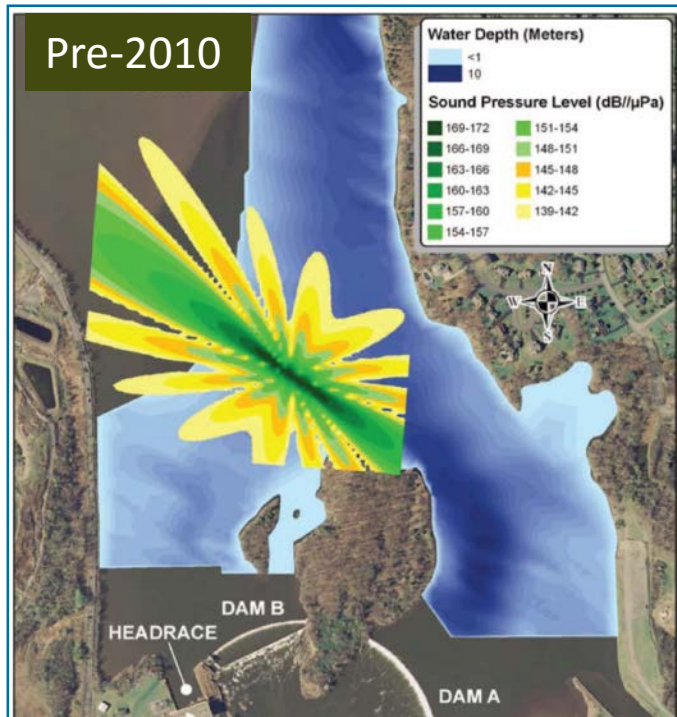 Pre-2010
Water Depth (Meters)
<1
10
Sound Pressure Level (dB//µPa)
169-172
151-154
166-169
148-151
163-166
145-148
160-163
142-145
157-160
139-142
154-157
N
W
E
S
DAM B
HEADRACE
DAM A